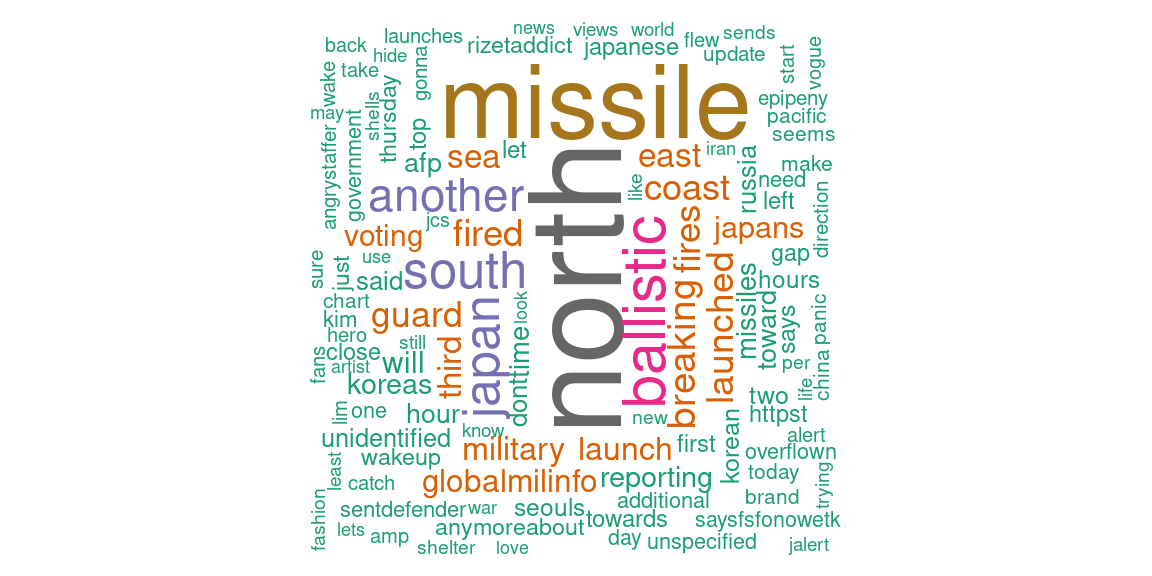 news views world sends
launches rizetaddict japanese flew update
back hide take gonna wake
start vogue
missile
epipeny pacific seems
may shells thursday top
angrystaffer government
afp sea let
north
east iran
make
another
like coast russia need left
direction
jcs voting fired
ballistic fires japans
gap
sure just use said south
breaking launched missiles hours
chart kim guard japan look
toward says panic
hero fans close artist still will third
donttime
per china life
koreas
two
lim one hour
new korean httpst
unidentified know
wakeup military launch first
alert overflown
least catch
globalmilinfo reporting today trying
fashion sentdefender war seouls additional brand
lets amp anymoreabout towards saysfsfonowetk
shelter love day unspecified jalert